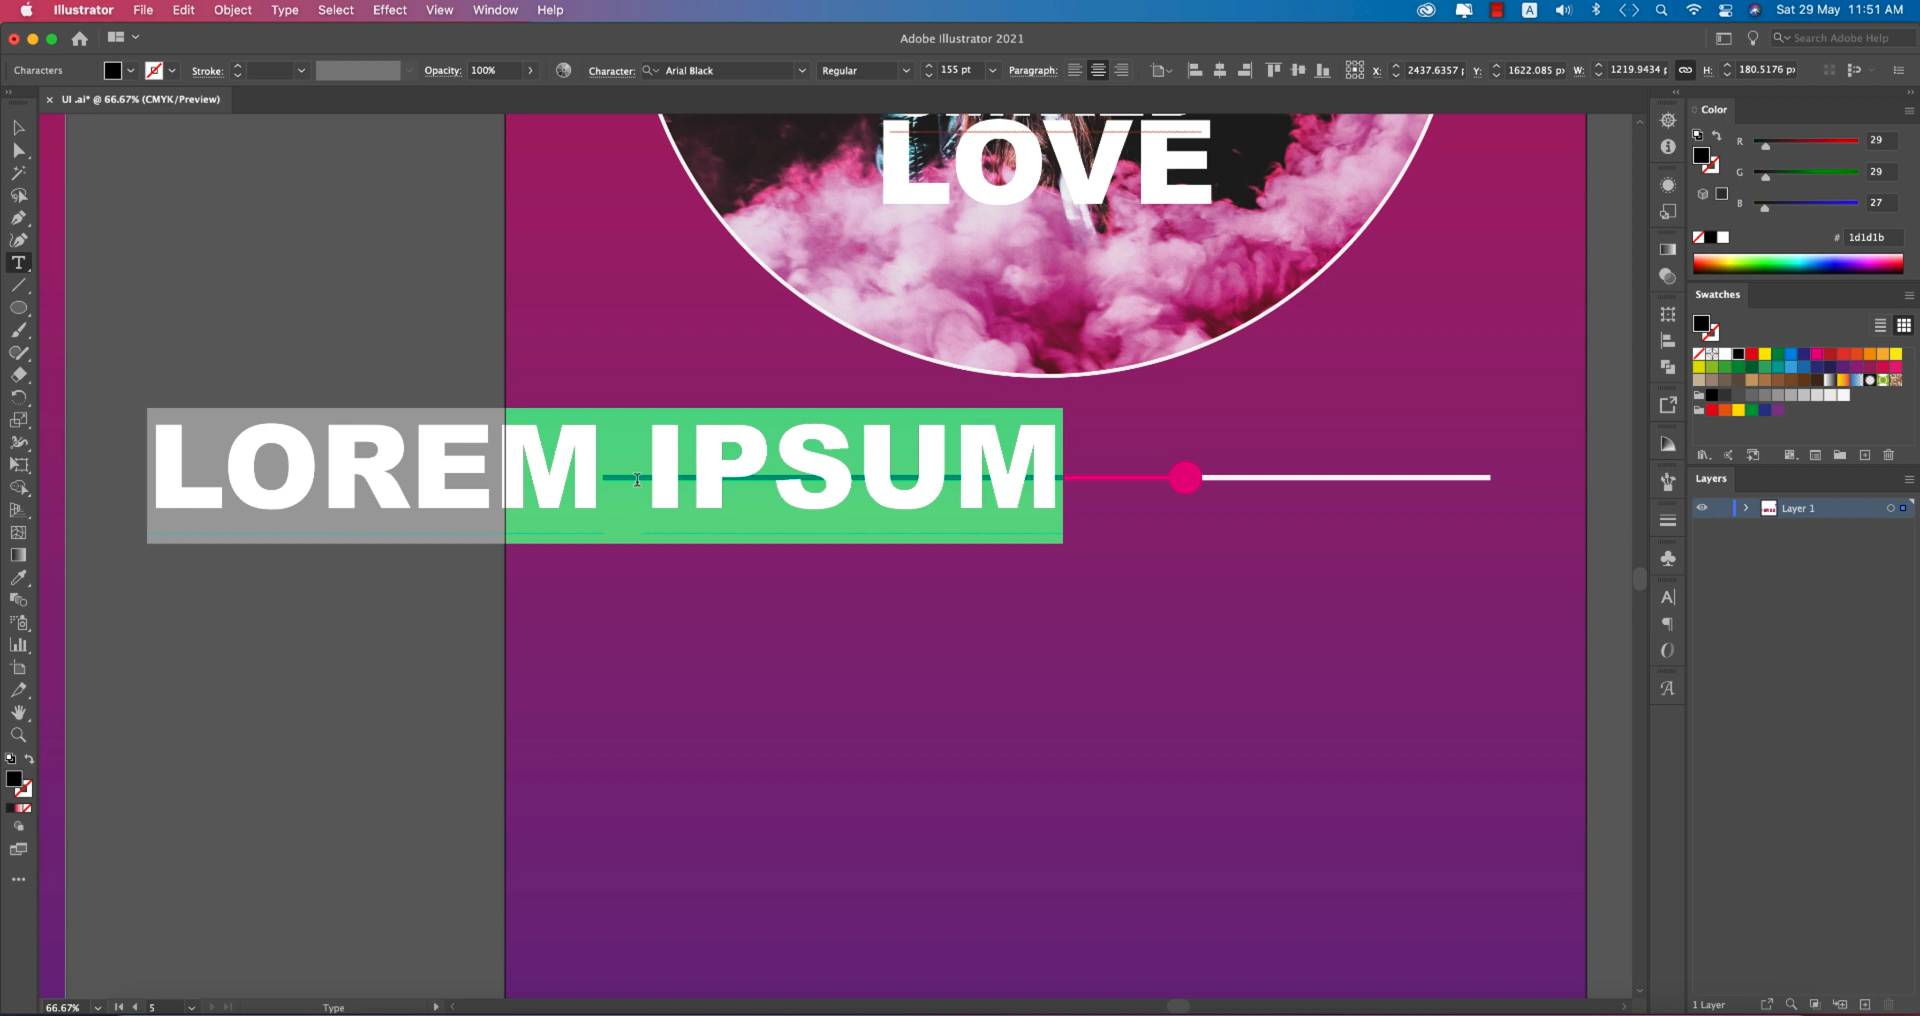 Illustrator File Edit Object Type Select Effect View Window Help
A Sat 29 May 11:51 AM
Adobe Illustrator 2021
Search Adobe Help
Characters Stroke: Opacity: 100% Character: Arial Black Regular 155 pt Paragraph: X: 2437.6357 Y: 1622.085 px W: 1219.9434 H: 180.5176 px
× UI .ai* @ 66.67% (CMYK/Preview)
LOVE
LOREM IPSUM
Color
R 29
G 29
B 27
# 1d1d1b
Swatches
Layers
Layer 1
1 Layer
66.67% 5 Type